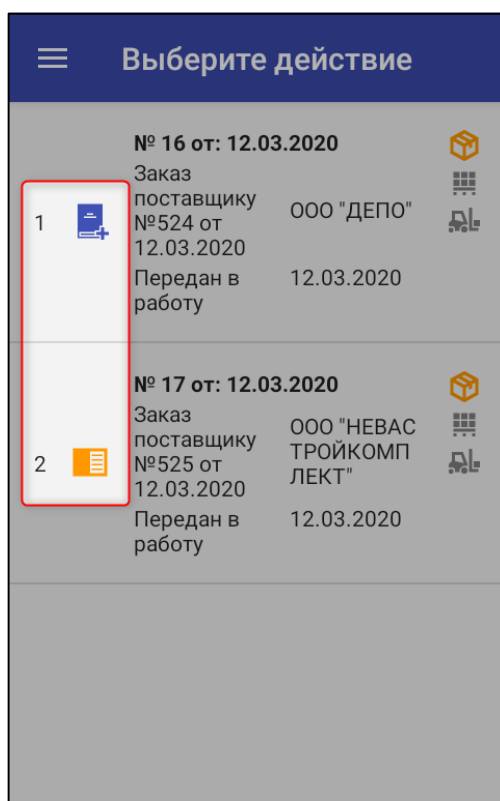 Выберите действие
№ 16 от: 12.03.2020
Заказ
поставщику
№524 от
12.03.2020
ООО "ДЕПО"
1
Передан в
работу
12.03.2020
№ 17 от: 12.03.2020
Заказ
поставщику
№525 от
12.03.2020
ООО "НЕВАС
ТРОЙКОМП
ЛЕКТ"
2
Передан в
работу
12.03.2020